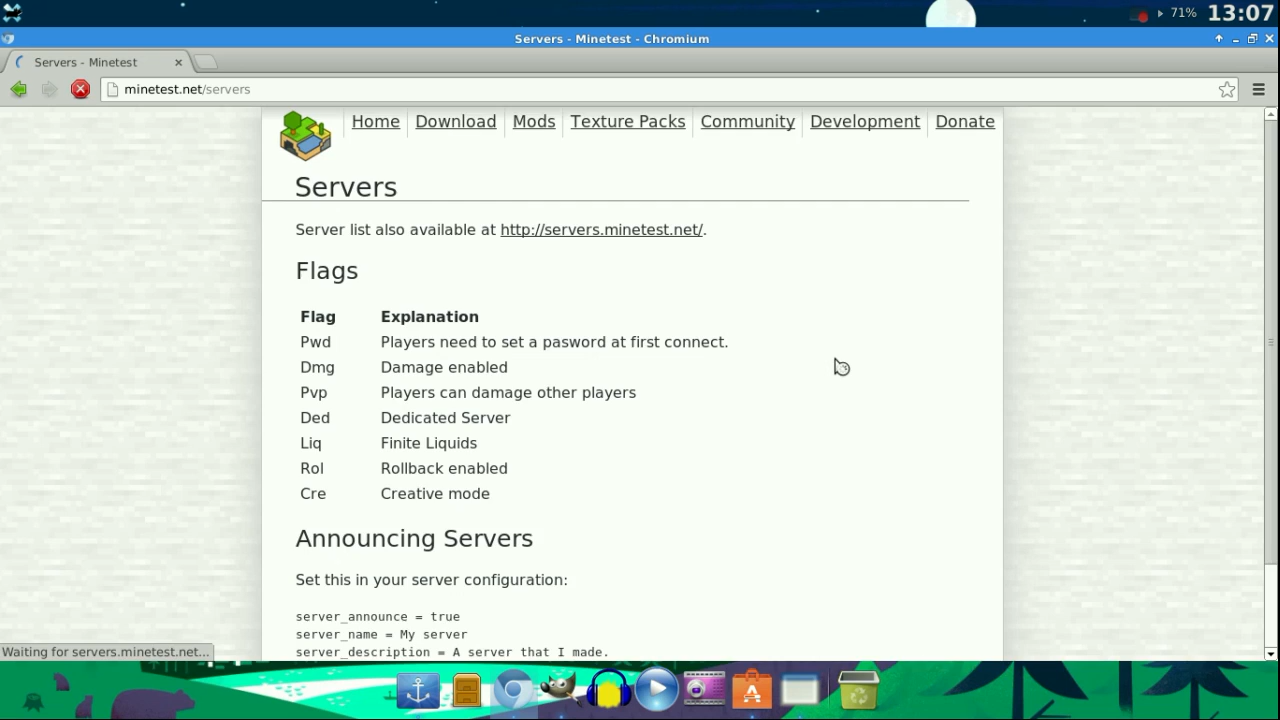 71% 13:07
Servers - Minetest - Chromium
Servers - Minetest
minetest.net/servers
Home Download Mods Texture Packs Community Development Donate
Servers
Server list also available at http://servers.minetest.net/.
Flags
Flag Explanation
Pwd Players need to set a pasword at first connect.
Dmg Damage enabled
Pvp Players can damage other players
Ded Dedicated Server
Liq Finite Liquids
Rol Rollback enabled
Cre Creative mode
Announcing Servers
Set this in your server configuration:
server_announce = true
server_name = My server
server_description = A server that I made.
Waiting for servers.minetest.net...